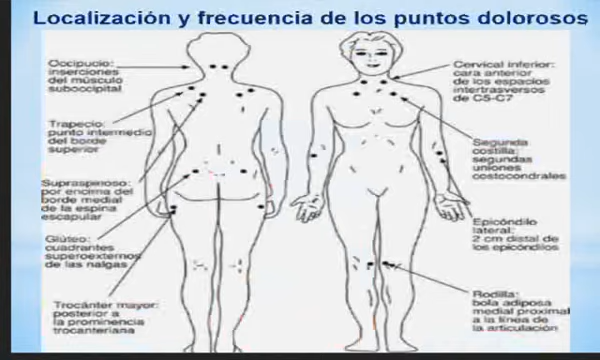 Localización y frecuencia de los puntos dolorosos
Occipucio:
inserciones
del músculo
suboccipital
Trapecio:
punto intermedio
del borde
superior
Supraspinoso:
por encima del
borde medial
de la espina
escapular
Glúteo:
cuadrantes
superoexternos
de las nalgas
Trocánter mayor:
posterior a
la prominencia
trocanteriana
Cervical inferior:
cara anterior
de los espacios
intertrasversos
de C5-C7
Segunda
costilla:
segundas
uniones
costocondrales
Epicóndilo
lateral:
2 cm distal de
los epicóndilos
Rodilla:
bola adiposa
medial proximal
a la línea de
la articulación